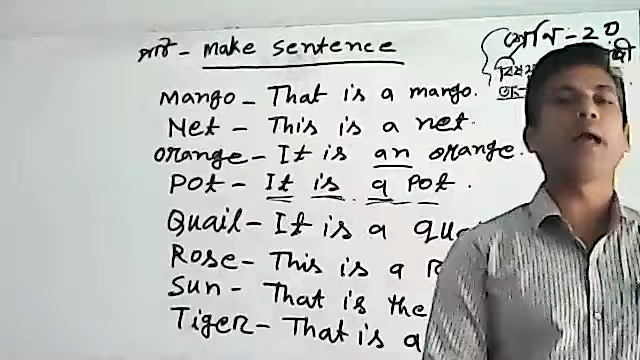 পাঠ - Make Sentence
Mango - That is a mango.
Net - This is a net.
Orange - It is an orange.
Pot - It is a pot.
Quail - It is a
Rose - This is a
Sun - That is the
Tiger - That is a